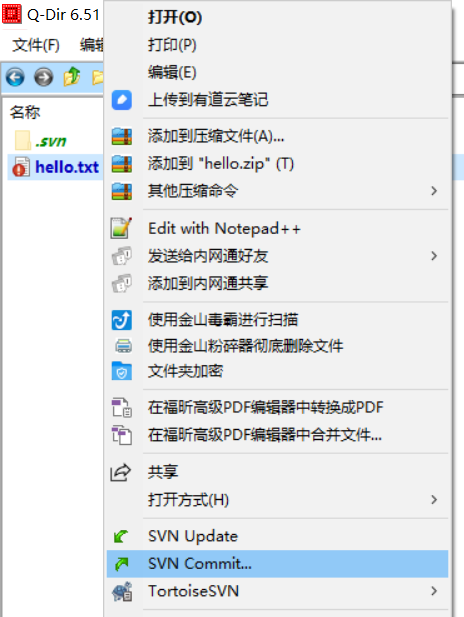 Q-Dir 6.51
文件(F) 编辑
名称
.svn
hello.txt
打开(O)
打印(P)
编辑(E)
上传到有道云笔记
添加到压缩文件(A)...
添加到 "hello.zip" (T)
其他压缩命令
Edit with Notepad++
发送给内网通好友
添加到内网通共享
使用金山毒霸进行扫描
使用金山粉碎器彻底删除文件
文件夹加密
在福昕高级PDF编辑器中转换成PDF
在福昕高级PDF编辑器中合并文件...
共享
打开方式(H)
SVN Update
SVN Commit...
TortoiseSVN